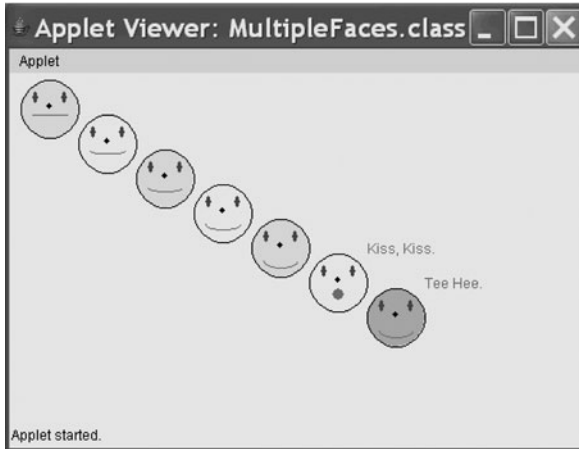 Applet Viewer: MultipleFaces.class
Applet
Kiss, Kiss.
Tee Hee.
Applet started.